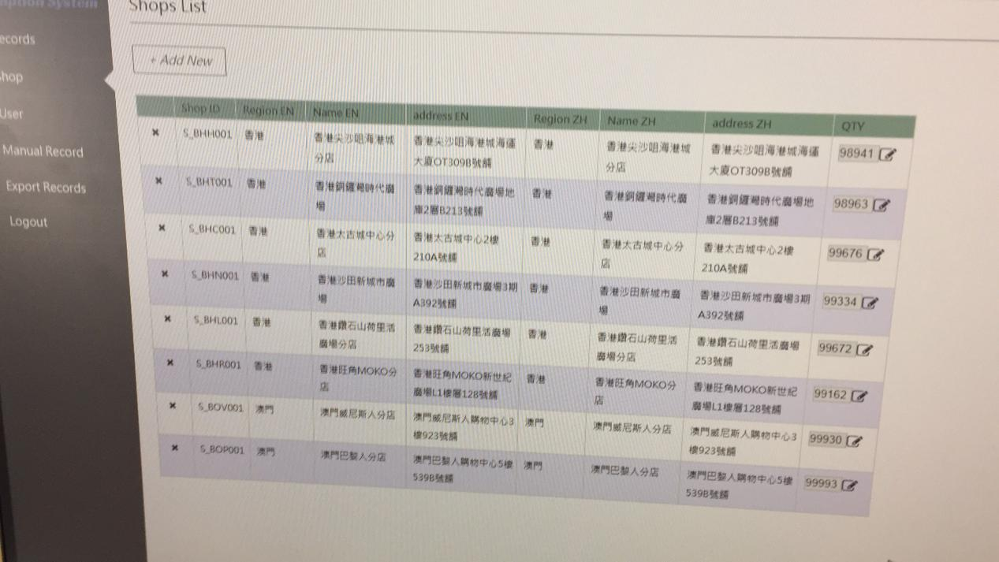 ption System
Shops List
ecords
+ Add New
hop
User
Manual Record
Export Records
Logout
Shop ID Region EN Name EN address EN Region ZH Name ZH address ZH QTY
S_BHH001 香港 香港尖沙咀海港城 香港尖沙咀海港城海運 香港 香港尖沙咀海港城 香港尖沙咀海港城海運 98941
分店 大廈OT309B號舖 分店 大廈OT309B號舖
S_BHT001 香港 香港銅鑼灣時代廣 香港銅鑼灣時代廣場地 香港 香港銅鑼灣時代廣 香港銅鑼灣時代廣場地 98963
場 庫2層B213號舖 場 庫2層B213號舖
S_BHC001 香港 香港太古城中心分 香港太古城中心2樓 香港 香港太古城中心分 香港太古城中心2樓 99676
店 210A號舖 店 210A號舖
S_BHN001 香港 香港沙田新城市廣 香港沙田新城市廣場3期 香港 香港沙田新城市廣 香港沙田新城市廣場3期 99334
場 A392號舖 場 A392號舖
S_BHL001 香港 香港鑽石山荷里活 香港鑽石山荷里活廣場 香港 香港鑽石山荷里活 香港鑽石山荷里活廣場 99672
廣場分店 253號舖 廣場分店 253號舖
S_BHR001 香港 香港旺角MOKO分 香港旺角MOKO新世紀 香港 香港旺角MOKO分 香港旺角MOKO新世紀 99162
店 廣場L1樓層128號舖 店 廣場L1樓層128號舖
S_BOV001 澳門 澳門威尼斯人分店 澳門威尼斯人購物中心3 澳門 澳門威尼斯人分店 澳門威尼斯人購物中心3 99930
樓923號舖 樓923號舖
S_BOP001 澳門 澳門巴黎人分店 澳門巴黎人購物中心5樓 澳門 澳門巴黎人分店 澳門巴黎人購物中心5樓 99993
539B號舖 539B號舖